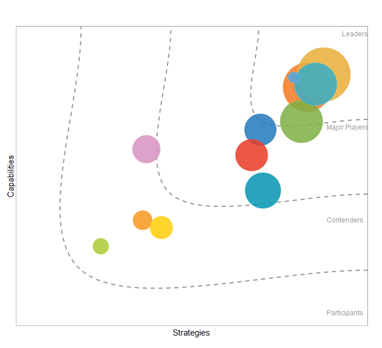 Leaders
Major Players
Contenders
Participants
Capabilities
Strategies